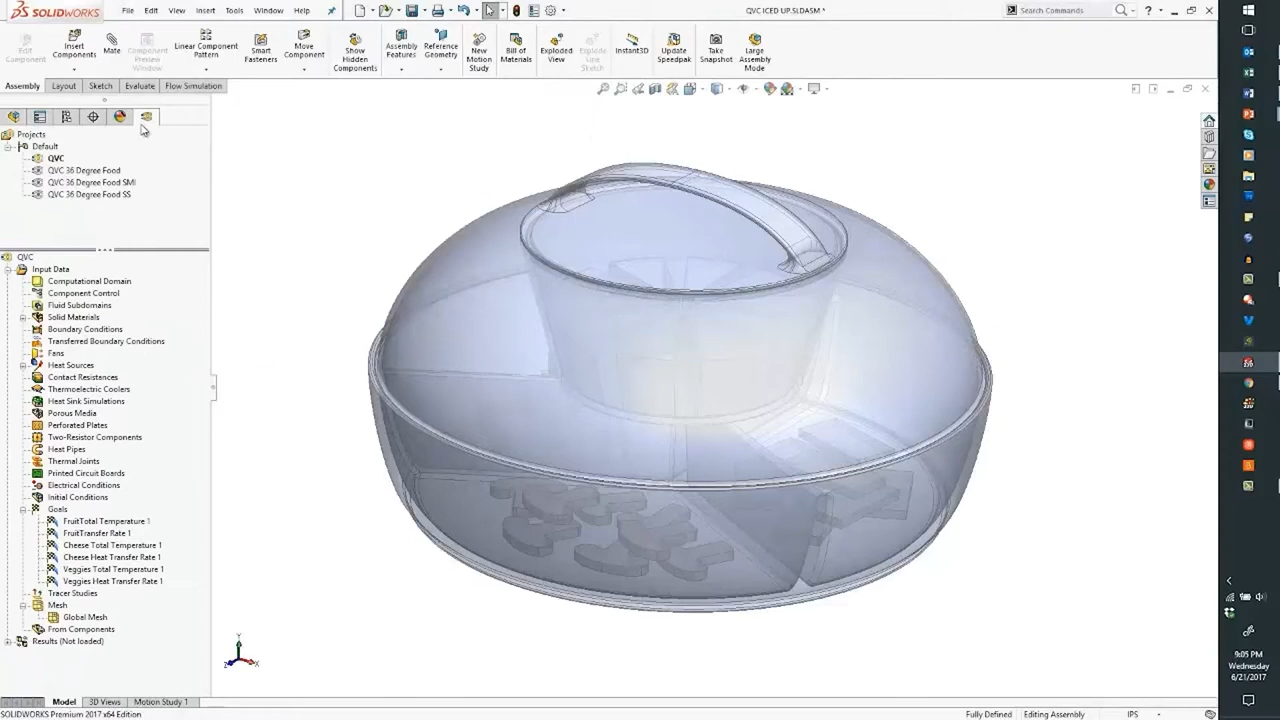 SOLIDWORKS
File Edit View Insert Tools Window Help
QVC ICED UP.SLDASM *
Search Commands
Edit Component
Insert Components
Mate
Component Preview Window
Linear Component Pattern
Smart Fasteners
Move Component
Show Hidden Components
Assembly Features
Reference Geometry
New Motion Study
Bill of Materials
Exploded View
Explode Line Sketch
Instant3D
Update Speedpak
Take Snapshot
Large Assembly Mode
Assembly Layout Sketch Evaluate Flow Simulation
Projects
Default
QVC
QVC 36 Degree Food
QVC 36 Degree Food SMI
QVC 36 Degree Food SS
QVC
Input Data
Computational Domain
Component Control
Fluid Subdomains
Solid Materials
Boundary Conditions
Transferred Boundary Conditions
Fans
Heat Sources
Contact Resistances
Thermoelectric Coolers
Heat Sink Simulations
Porous Media
Perforated Plates
Two-Resistor Components
Heat Pipes
Thermal Joints
Printed Circuit Boards
Electrical Conditions
Initial Conditions
Goals
FruitTotal Temperature 1
FruitTransfer Rate 1
Cheese Total Temperature 1
Cheese Heat Transfer Rate 1
Veggies Total Temperature 1
Veggies Heat Transfer Rate 1
Tracer Studies
Mesh
Global Mesh
From Components
Results (Not loaded)
Y
Z X
Model 3D Views Motion Study 1
SOLIDWORKS Premium 2017 x64 Edition
Fully Defined Editing Assembly IPS
9:05 PM
Wednesday
6/21/2017